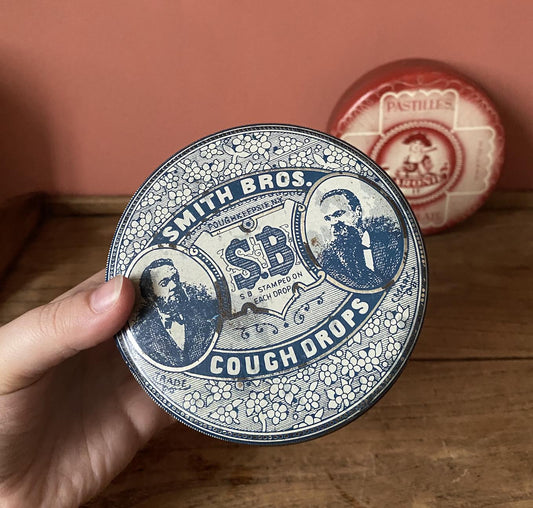 SMITH BROS.
POUGHKEEPSIE N.Y.
S.B
S B STAMPED ON
EACH DROP
COUGH DROPS
TRADE
MARK
PASTILLES